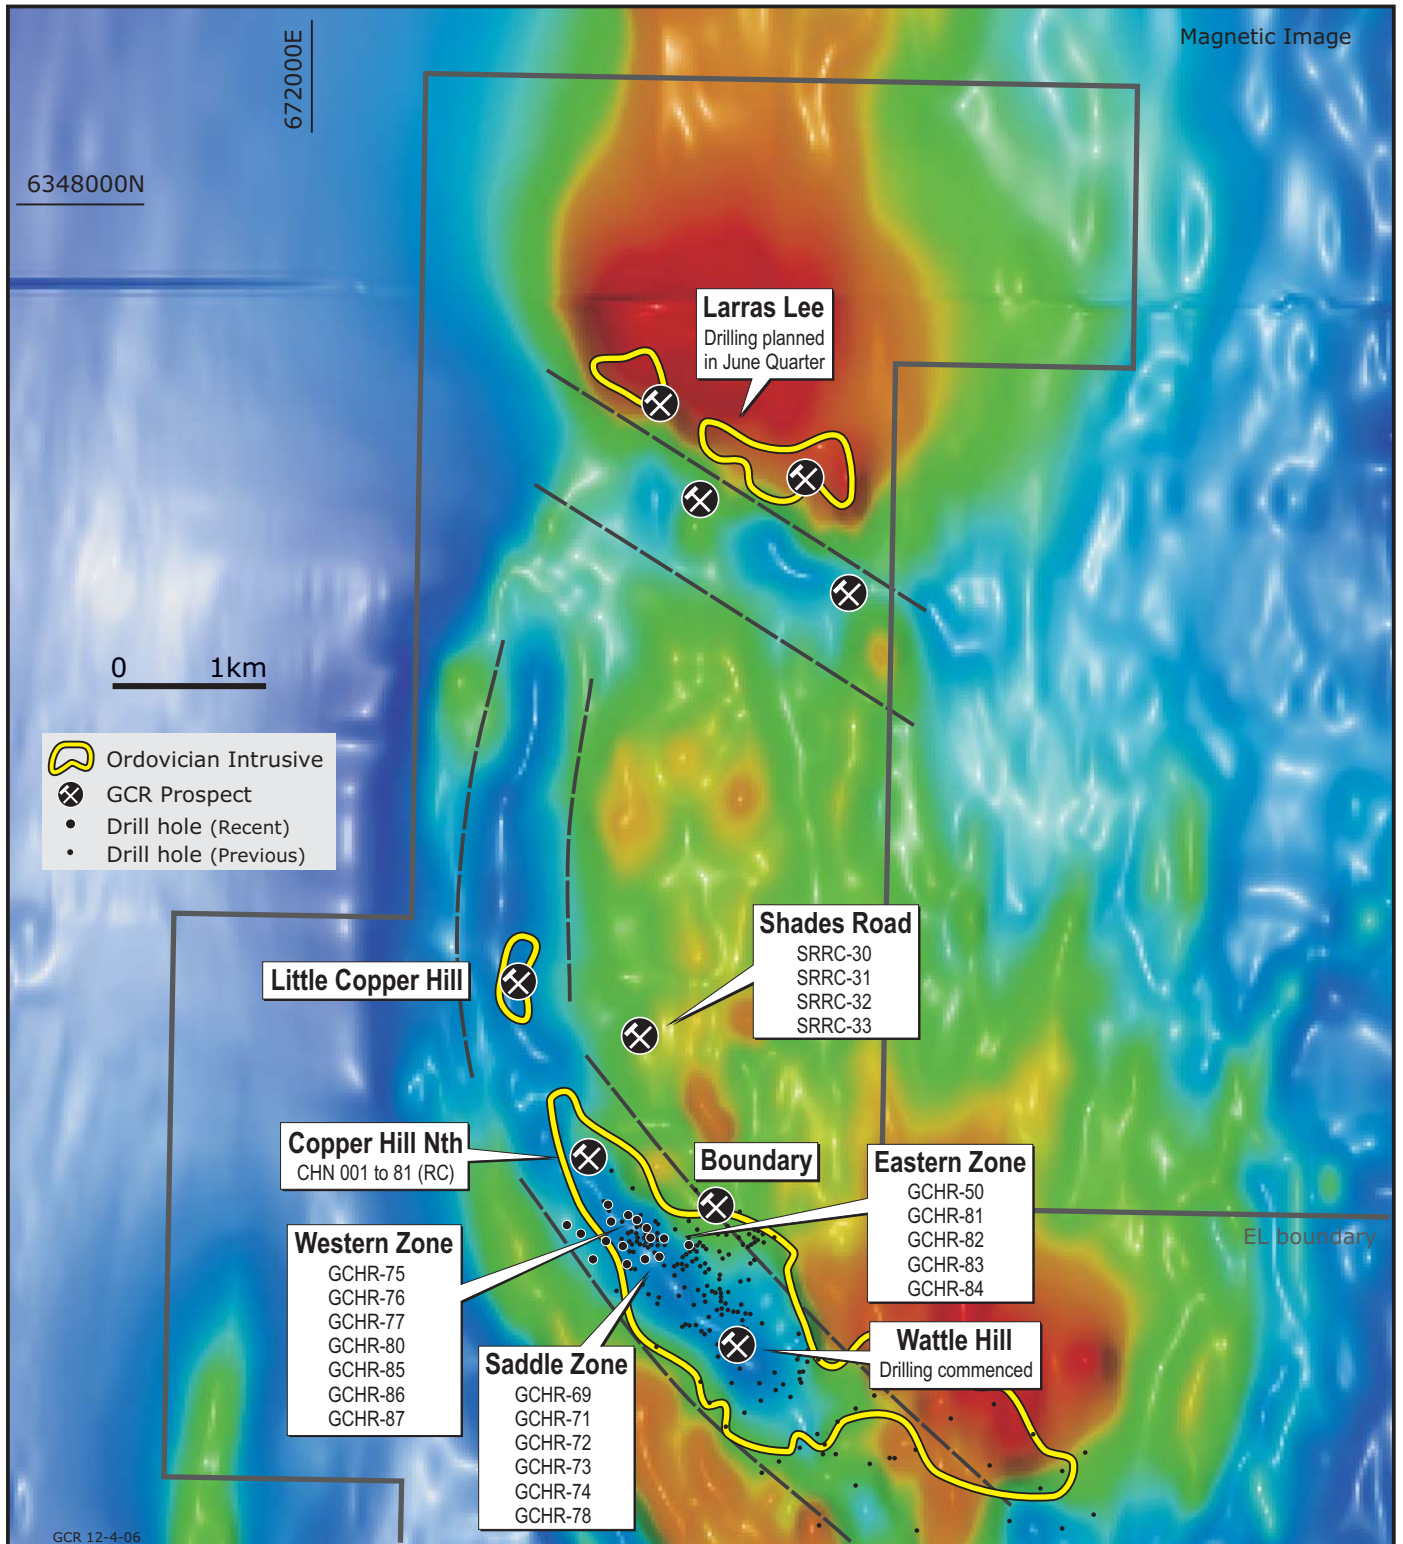 Magnetic Image
672000E
6348000N
Larras Lee
Drilling planned
in June Quarter
0 1km
Ordovician Intrusive
GCR Prospect
Drill hole (Recent)
Drill hole (Previous)
Shades Road
SRRC-30
SRRC-31
SRRC-32
SRRC-33
Little Copper Hill
Copper Hill Nth
CHN 001 to 81 (RC)
Boundary
Eastern Zone
GCHR-50
GCHR-81
GCHR-82
GCHR-83
GCHR-84
EL boundary
Western Zone
GCHR-75
GCHR-76
GCHR-77
GCHR-80
GCHR-85
GCHR-86
GCHR-87
Saddle Zone
GCHR-69
GCHR-71
GCHR-72
GCHR-73
GCHR-74
GCHR-78
Wattle Hill
Drilling commenced
GCR 12-4-06